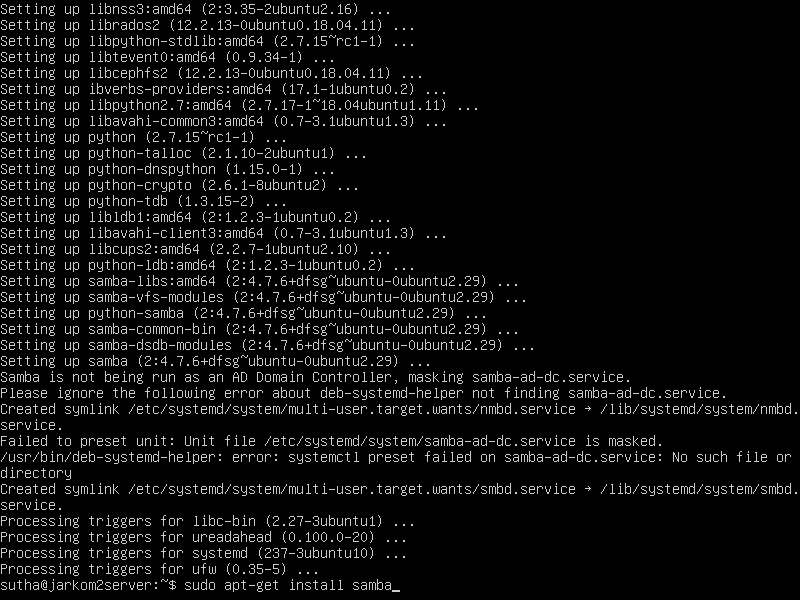 Setting up libnss3:amd64 (2:3.35-2ubuntu2.16) ...
Setting up librados2 (12.2.13-0ubuntu0.18.04.11) ...
Setting up libpython-stdlib:amd64 (2.7.15~rc1-1) ...
Setting up libtevent0:amd64 (0.9.34-1) ...
Setting up libcephfs2 (12.2.13-0ubuntu0.18.04.11) ...
Setting up ibverbs-providers:amd64 (17.1-1ubuntu0.2) ...
Setting up libpython2.7:amd64 (2.7.17-1~18.04ubuntu1.11) ...
Setting up libavahi-common3:amd64 (0.7-3.1ubuntu1.3) ...
Setting up python (2.7.15~rc1-1) ...
Setting up python-talloc (2.1.10-2ubuntu1) ...
Setting up python-dnspython (1.15.0-1) ...
Setting up python-crypto (2.6.1-8ubuntu2) ...
Setting up python-tdb (1.3.15-2) ...
Setting up libldb1:amd64 (2:1.2.3-1ubuntu0.2) ...
Setting up libavahi-client3:amd64 (0.7-3.1ubuntu1.3) ...
Setting up libcups2:amd64 (2.2.7-1ubuntu2.10) ...
Setting up python-ldb:amd64 (2:1.2.3-1ubuntu0.2) ...
Setting up samba-libs:amd64 (2:4.7.6+dfsg~ubuntu-0ubuntu2.29) ...
Setting up samba-vfs-modules (2:4.7.6+dfsg~ubuntu-0ubuntu2.29) ...
Setting up python-samba (2:4.7.6+dfsg~ubuntu-0ubuntu2.29) ...
Setting up samba-common-bin (2:4.7.6+dfsg~ubuntu-0ubuntu2.29) ...
Setting up samba-dsdb-modules (2:4.7.6+dfsg~ubuntu-0ubuntu2.29) ...
Setting up samba (2:4.7.6+dfsg~ubuntu-0ubuntu2.29) ...
Samba is not being run as an AD Domain Controller, masking samba-ad-dc.service.
Please ignore the following error about deb-systemd-helper not finding samba-ad-dc.service.
Created symlink /etc/systemd/system/multi-user.target.wants/nmbd.service → /lib/systemd/system/nmbd.
service.
Failed to preset unit: Unit file /etc/systemd/system/samba-ad-dc.service is masked.
/usr/bin/deb-systemd-helper: error: systemctl preset failed on samba-ad-dc.service: No such file or
directory
Created symlink /etc/systemd/system/multi-user.target.wants/smbd.service → /lib/systemd/system/smbd.
service.
Processing triggers for libc-bin (2.27-3ubuntu1) ...
Processing triggers for ureadahead (0.100.0-20) ...
Processing triggers for systemd (237-3ubuntu10) ...
Processing triggers for ufw (0.35-5) ...
sutha@jarkom2server:~$ sudo apt-get install samba_